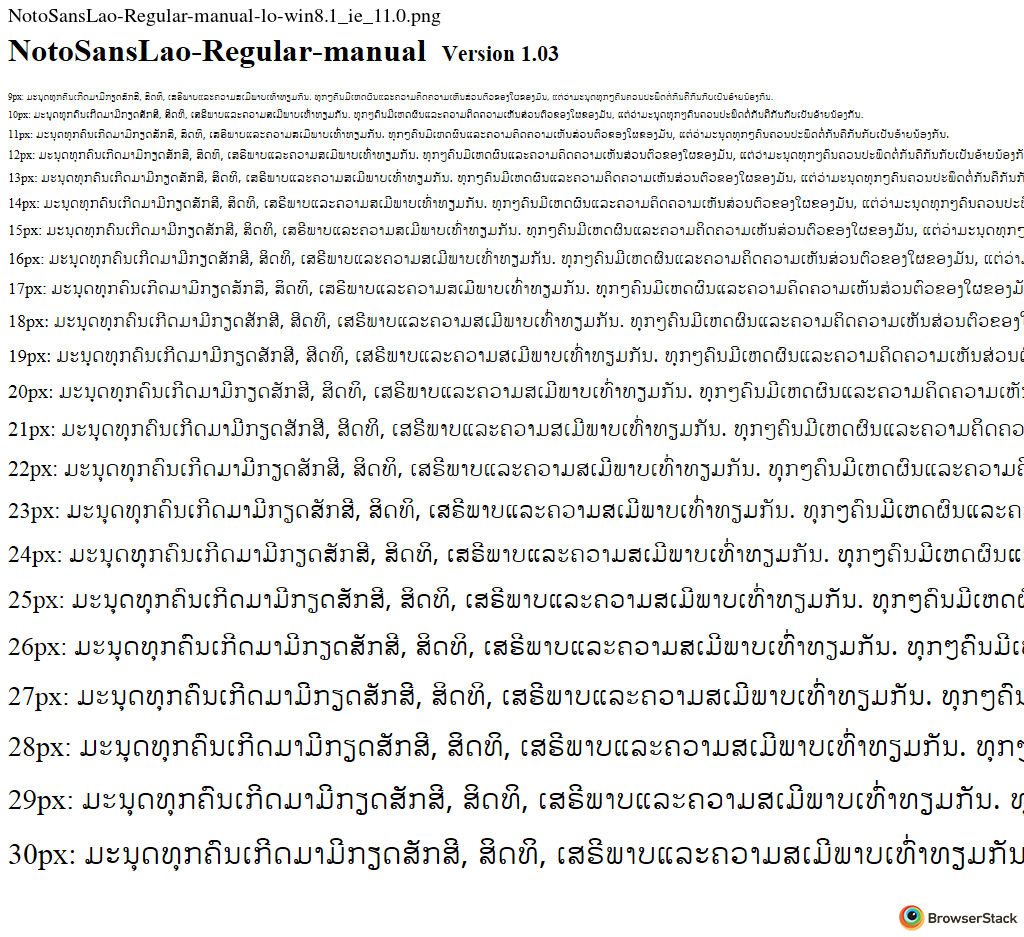 NotoSansLao-Regular-manual-lo-win8.1_ie_11.0.png
NotoSansLao-Regular-manual Version 1.03
9px: ມະນຸດທຸກຄົນເກີດມາມີກຽດສັກສີ, ສິດທິ, ເສຣີພາບແລະຄວາມສເມີພາບເທົ່າທຽມກັນ. ທຸກໆຄົນມີເຫດຜົນແລະຄວາມຄິດຄວາມເຫັນສ່ວນຕົວຂອງໃຜຂອງມັນ, ແຕ່ວ່າມະນຸດທຸກໆຄົນຄວນປະພຶດຕໍ່ກັນຄືກັນກັບເປັນອ້າຍນ້ອງກັນ.
10px: ມະນຸດທຸກຄົນເກີດມາມີກຽດສັກສີ, ສິດທິ, ເສຣີພາບແລະຄວາມສເມີພາບເທົ່າທຽມກັນ. ທຸກໆຄົນມີເຫດຜົນແລະຄວາມຄິດຄວາມເຫັນສ່ວນຕົວຂອງໃຜຂອງມັນ, ແຕ່ວ່າມະນຸດທຸກໆຄົນຄວນປະພຶດຕໍ່ກັນຄືກັນກັບເປັນອ້າຍນ້ອງກັນ.
11px: ມະນຸດທຸກຄົນເກີດມາມີກຽດສັກສີ, ສິດທິ, ເສຣີພາບແລະຄວາມສເມີພາບເທົ່າທຽມກັນ. ທຸກໆຄົນມີເຫດຜົນແລະຄວາມຄິດຄວາມເຫັນສ່ວນຕົວຂອງໃຜຂອງມັນ, ແຕ່ວ່າມະນຸດທຸກໆຄົນຄວນປະພຶດຕໍ່ກັນຄືກັນກັບເປັນອ້າຍນ້ອງກັນ.
12px: ມະນຸດທຸກຄົນເກີດມາມີກຽດສັກສີ, ສິດທິ, ເສຣີພາບແລະຄວາມສເມີພາບເທົ່າທຽມກັນ. ທຸກໆຄົນມີເຫດຜົນແລະຄວາມຄິດຄວາມເຫັນສ່ວນຕົວຂອງໃຜຂອງມັນ, ແຕ່ວ່າມະນຸດທຸກໆຄົນຄວນປະພຶດຕໍ່ກັນຄືກັນກັບເປັນອ້າຍນ້ອງກັ
13px: ມະນຸດທຸກຄົນເກີດມາມີກຽດສັກສີ, ສິດທິ, ເສຣີພາບແລະຄວາມສເມີພາບເທົ່າທຽມກັນ. ທຸກໆຄົນມີເຫດຜົນແລະຄວາມຄິດຄວາມເຫັນສ່ວນຕົວຂອງໃຜຂອງມັນ, ແຕ່ວ່າມະນຸດທຸກໆຄົນຄວນປະພຶດຕໍ່ກັນຄືກັນກ
14px: ມະນຸດທຸກຄົນເກີດມາມີກຽດສັກສີ, ສິດທິ, ເສຣີພາບແລະຄວາມສເມີພາບເທົ່າທຽມກັນ. ທຸກໆຄົນມີເຫດຜົນແລະຄວາມຄິດຄວາມເຫັນສ່ວນຕົວຂອງໃຜຂອງມັນ, ແຕ່ວ່າມະນຸດທຸກໆຄົນຄວນປະ
15px: ມະນຸດທຸກຄົນເກີດມາມີກຽດສັກສີ, ສິດທິ, ເສຣີພາບແລະຄວາມສເມີພາບເທົ່າທຽມກັນ. ທຸກໆຄົນມີເຫດຜົນແລະຄວາມຄິດຄວາມເຫັນສ່ວນຕົວຂອງໃຜຂອງມັນ, ແຕ່ວ່າມະນຸດທຸກໆ
16px: ມະນຸດທຸກຄົນເກີດມາມີກຽດສັກສີ, ສິດທິ, ເສຣີພາບແລະຄວາມສເມີພາບເທົ່າທຽມກັນ. ທຸກໆຄົນມີເຫດຜົນແລະຄວາມຄິດຄວາມເຫັນສ່ວນຕົວຂອງໃຜຂອງມັນ, ແຕ່ວ່າ
17px: ມະນຸດທຸກຄົນເກີດມາມີກຽດສັກສີ, ສິດທິ, ເສຣີພາບແລະຄວາມສເມີພາບເທົ່າທຽມກັນ. ທຸກໆຄົນມີເຫດຜົນແລະຄວາມຄິດຄວາມເຫັນສ່ວນຕົວຂອງໃຜຂອງມັ
18px: ມະນຸດທຸກຄົນເກີດມາມີກຽດສັກສີ, ສິດທິ, ເສຣີພາບແລະຄວາມສເມີພາບເທົ່າທຽມກັນ. ທຸກໆຄົນມີເຫດຜົນແລະຄວາມຄິດຄວາມເຫັນສ່ວນຕົວຂອງ
19px: ມະນຸດທຸກຄົນເກີດມາມີກຽດສັກສີ, ສິດທິ, ເສຣີພາບແລະຄວາມສເມີພາບເທົ່າທຽມກັນ. ທຸກໆຄົນມີເຫດຜົນແລະຄວາມຄິດຄວາມເຫັນສ່ວນ
20px: ມະນຸດທຸກຄົນເກີດມາມີກຽດສັກສີ, ສິດທິ, ເສຣີພາບແລະຄວາມສເມີພາບເທົ່າທຽມກັນ. ທຸກໆຄົນມີເຫດຜົນແລະຄວາມຄິດຄວາມເຫັ
21px: ມະນຸດທຸກຄົນເກີດມາມີກຽດສັກສີ, ສິດທິ, ເສຣີພາບແລະຄວາມສເມີພາບເທົ່າທຽມກັນ. ທຸກໆຄົນມີເຫດຜົນແລະຄວາມຄິດຄວ
22px: ມະນຸດທຸກຄົນເກີດມາມີກຽດສັກສີ, ສິດທິ, ເສຣີພາບແລະຄວາມສເມີພາບເທົ່າທຽມກັນ. ທຸກໆຄົນມີເຫດຜົນແລະຄວາມຄິ
23px: ມະນຸດທຸກຄົນເກີດມາມີກຽດສັກສີ, ສິດທິ, ເສຣີພາບແລະຄວາມສເມີພາບເທົ່າທຽມກັນ. ທຸກໆຄົນມີເຫດຜົນແລະຄ
24px: ມະນຸດທຸກຄົນເກີດມາມີກຽດສັກສີ, ສິດທິ, ເສຣີພາບແລະຄວາມສເມີພາບເທົ່າທຽມກັນ. ທຸກໆຄົນມີເຫດຜົນແ
25px: ມະນຸດທຸກຄົນເກີດມາມີກຽດສັກສີ, ສິດທິ, ເສຣີພາບແລະຄວາມສເມີພາບເທົ່າທຽມກັນ. ທຸກໆຄົນມີເຫດ
26px: ມະນຸດທຸກຄົນເກີດມາມີກຽດສັກສີ, ສິດທິ, ເສຣີພາບແລະຄວາມສເມີພາບເທົ່າທຽມກັນ. ທຸກໆຄົນມີເ
27px: ມະນຸດທຸກຄົນເກີດມາມີກຽດສັກສີ, ສິດທິ, ເສຣີພາບແລະຄວາມສເມີພາບເທົ່າທຽມກັນ. ທຸກໆຄົນ
28px: ມະນຸດທຸກຄົນເກີດມາມີກຽດສັກສີ, ສິດທິ, ເສຣີພາບແລະຄວາມສເມີພາບເທົ່າທຽມກັນ. ທຸກໆ
29px: ມະນຸດທຸກຄົນເກີດມາມີກຽດສັກສີ, ສິດທິ, ເສຣີພາບແລະຄວາມສເມີພາບເທົ່າທຽມກັນ. ທຸ
30px: ມະນຸດທຸກຄົນເກີດມາມີກຽດສັກສີ, ສິດທິ, ເສຣີພາບແລະຄວາມສເມີພາບເທົ່າທຽມກັນ
BrowserStack